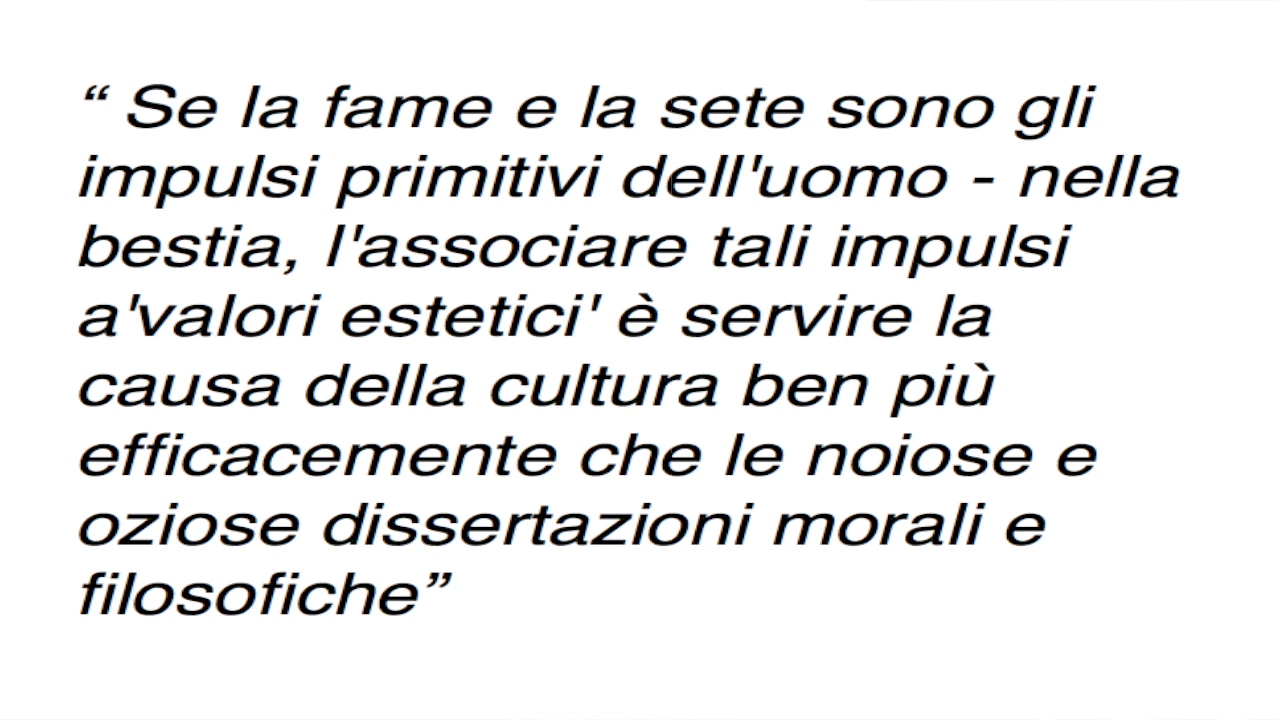 “ Se la fame e la sete sono gli
impulsi primitivi dell'uomo - nella
bestia, l'associare tali impulsi
a'valori estetici' è servire la
causa della cultura ben più
efficacemente che le noiose e
oziose dissertazioni morali e
filosofiche”